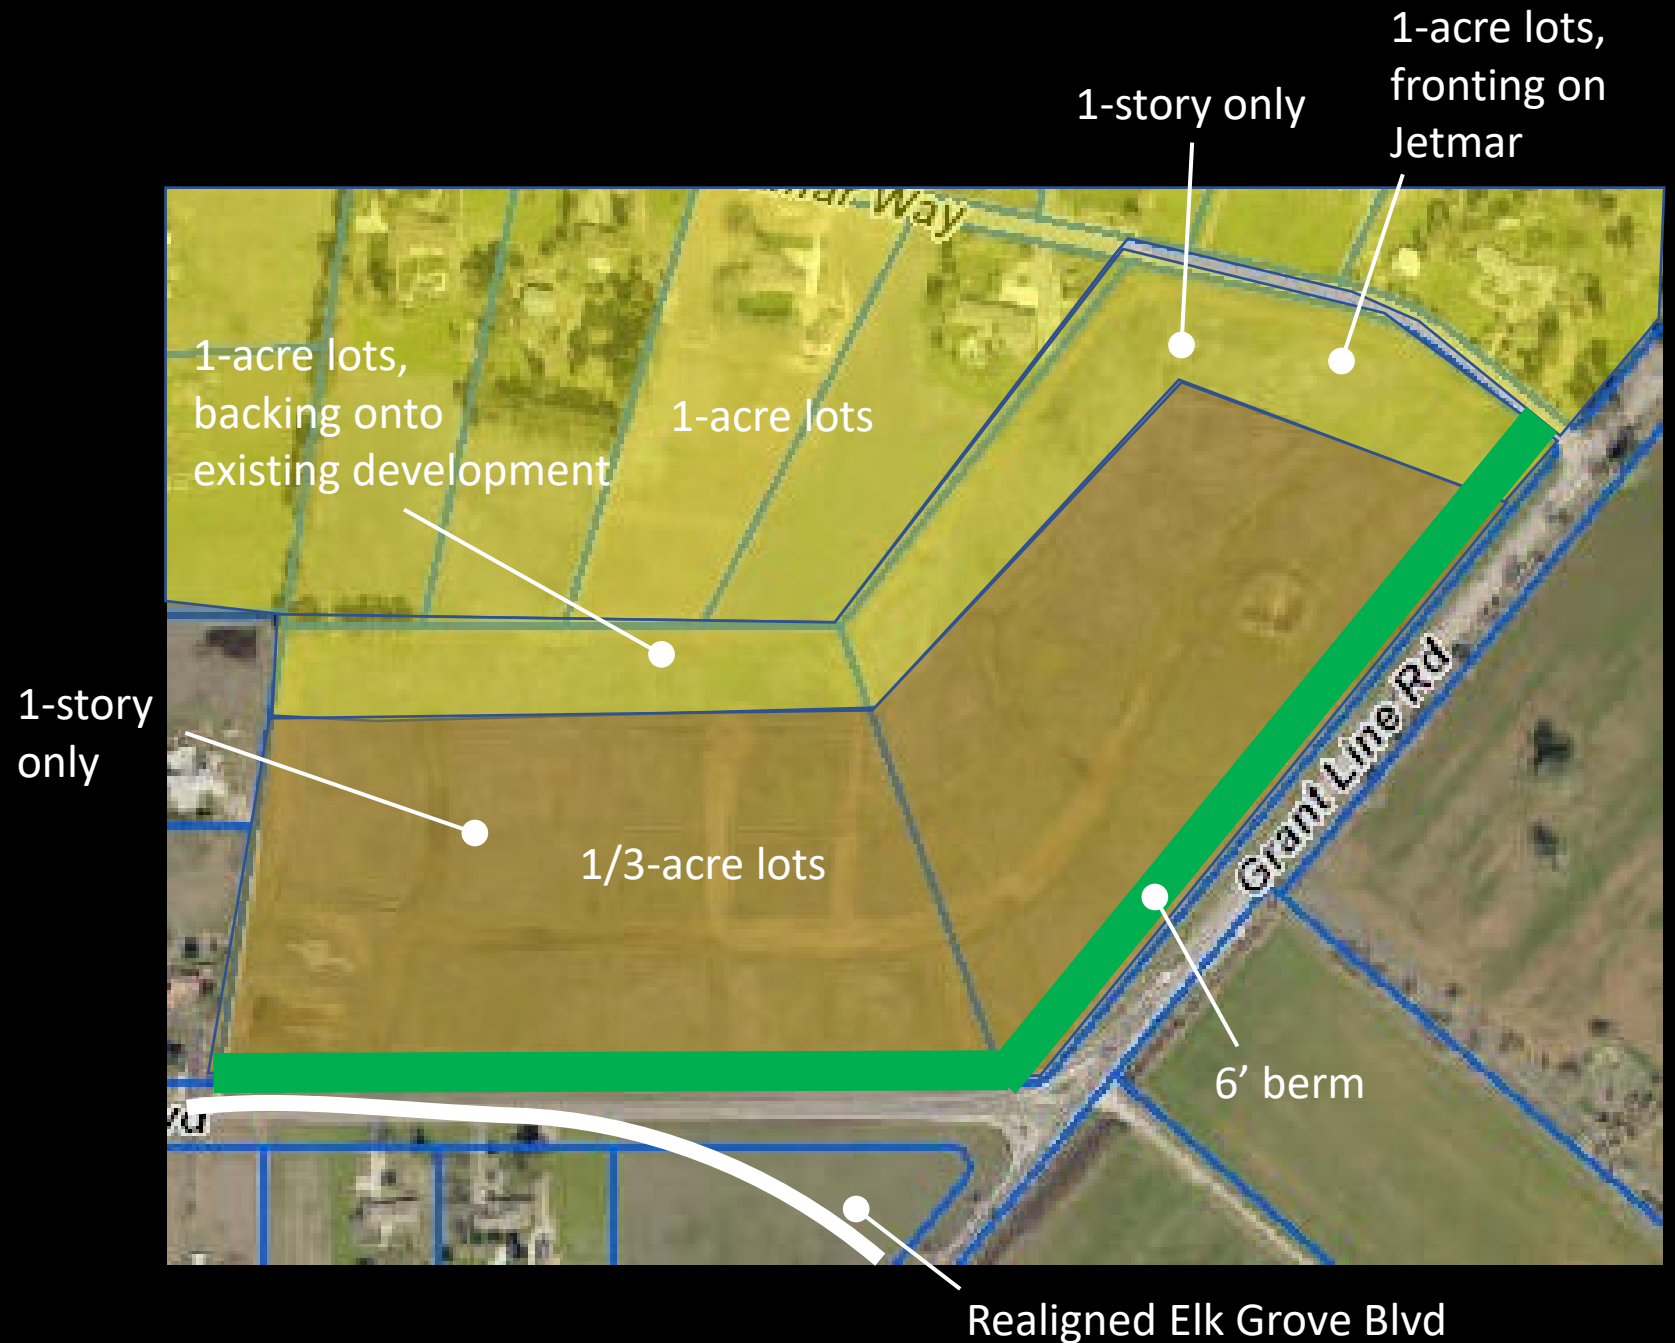 1-acre lots,
fronting on
Jetmar
1-story only
Way
1-acre lots,
backing onto
existing development
1-acre lots
1-story
only
1/3-acre lots
Grant Line Rd
6’ berm
Realigned Elk Grove Blvd